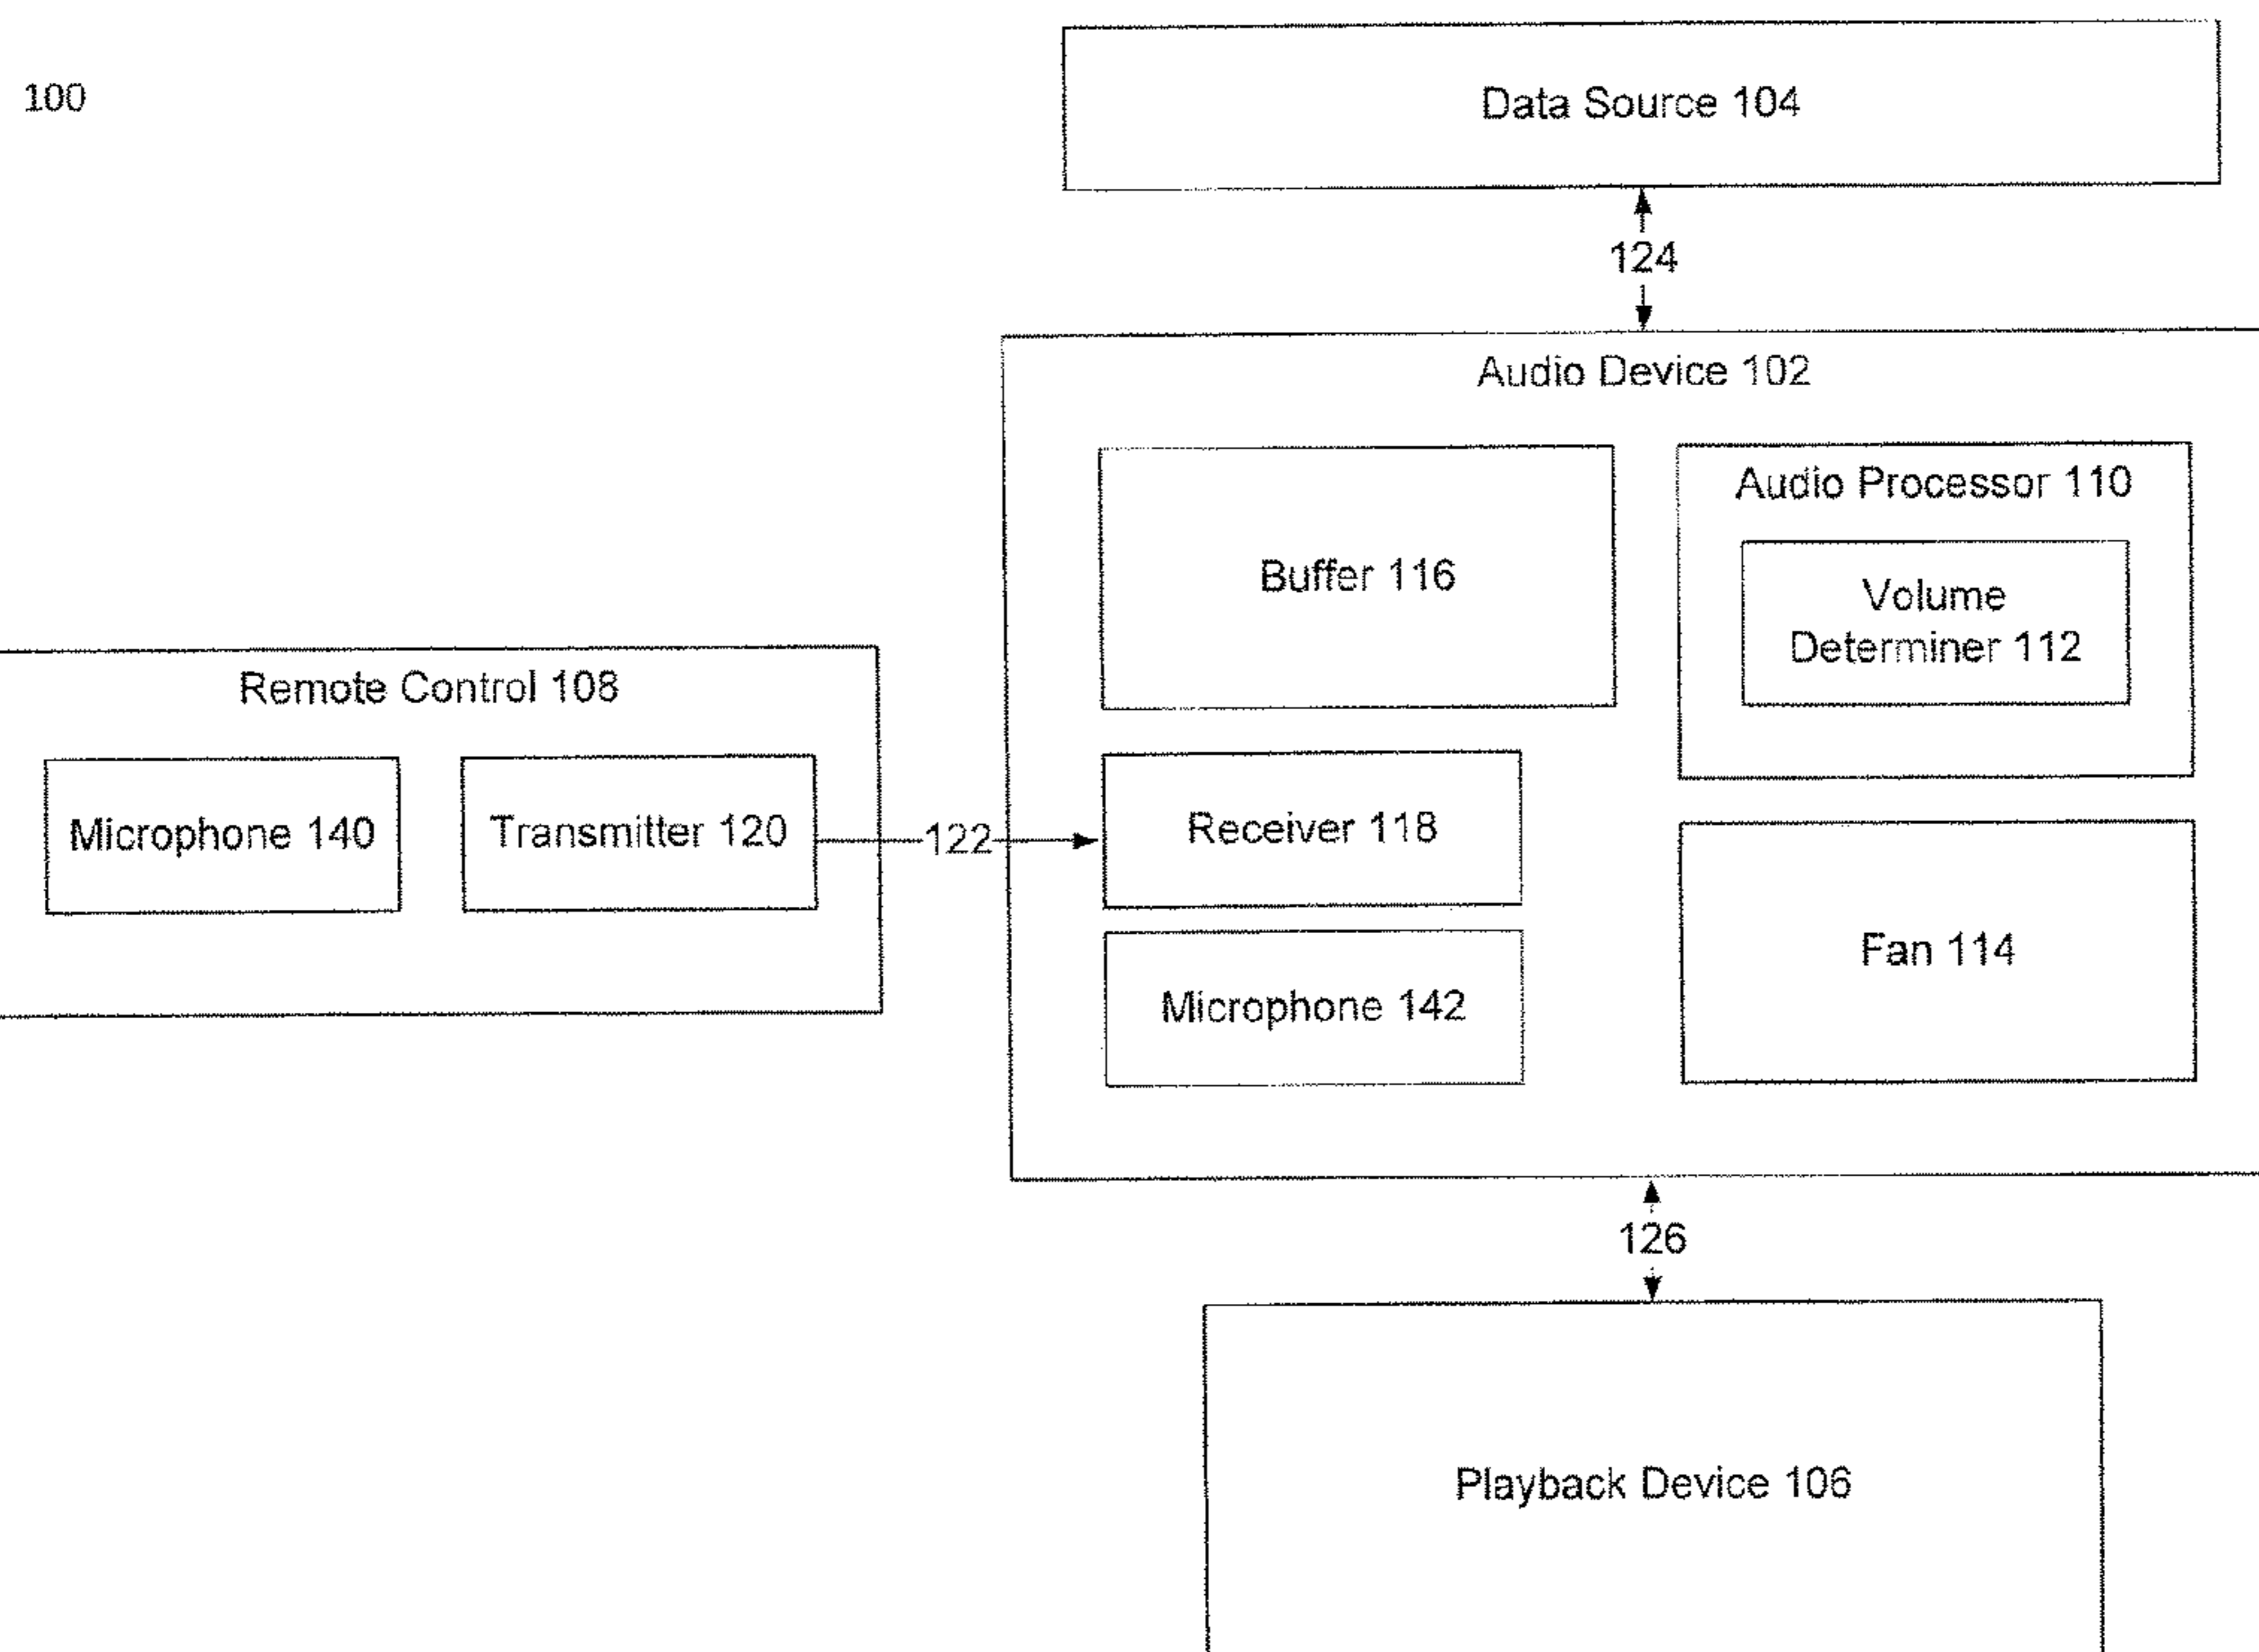 100
Data Source 104
124
Audio Device 102
Buffer 116
Audio Processor 110
Volume
Determiner 112
Remote Control 108
Microphone 140
Transmitter 120
122
Receiver 118
Fan 114
Microphone 142
126
Playback Device 106